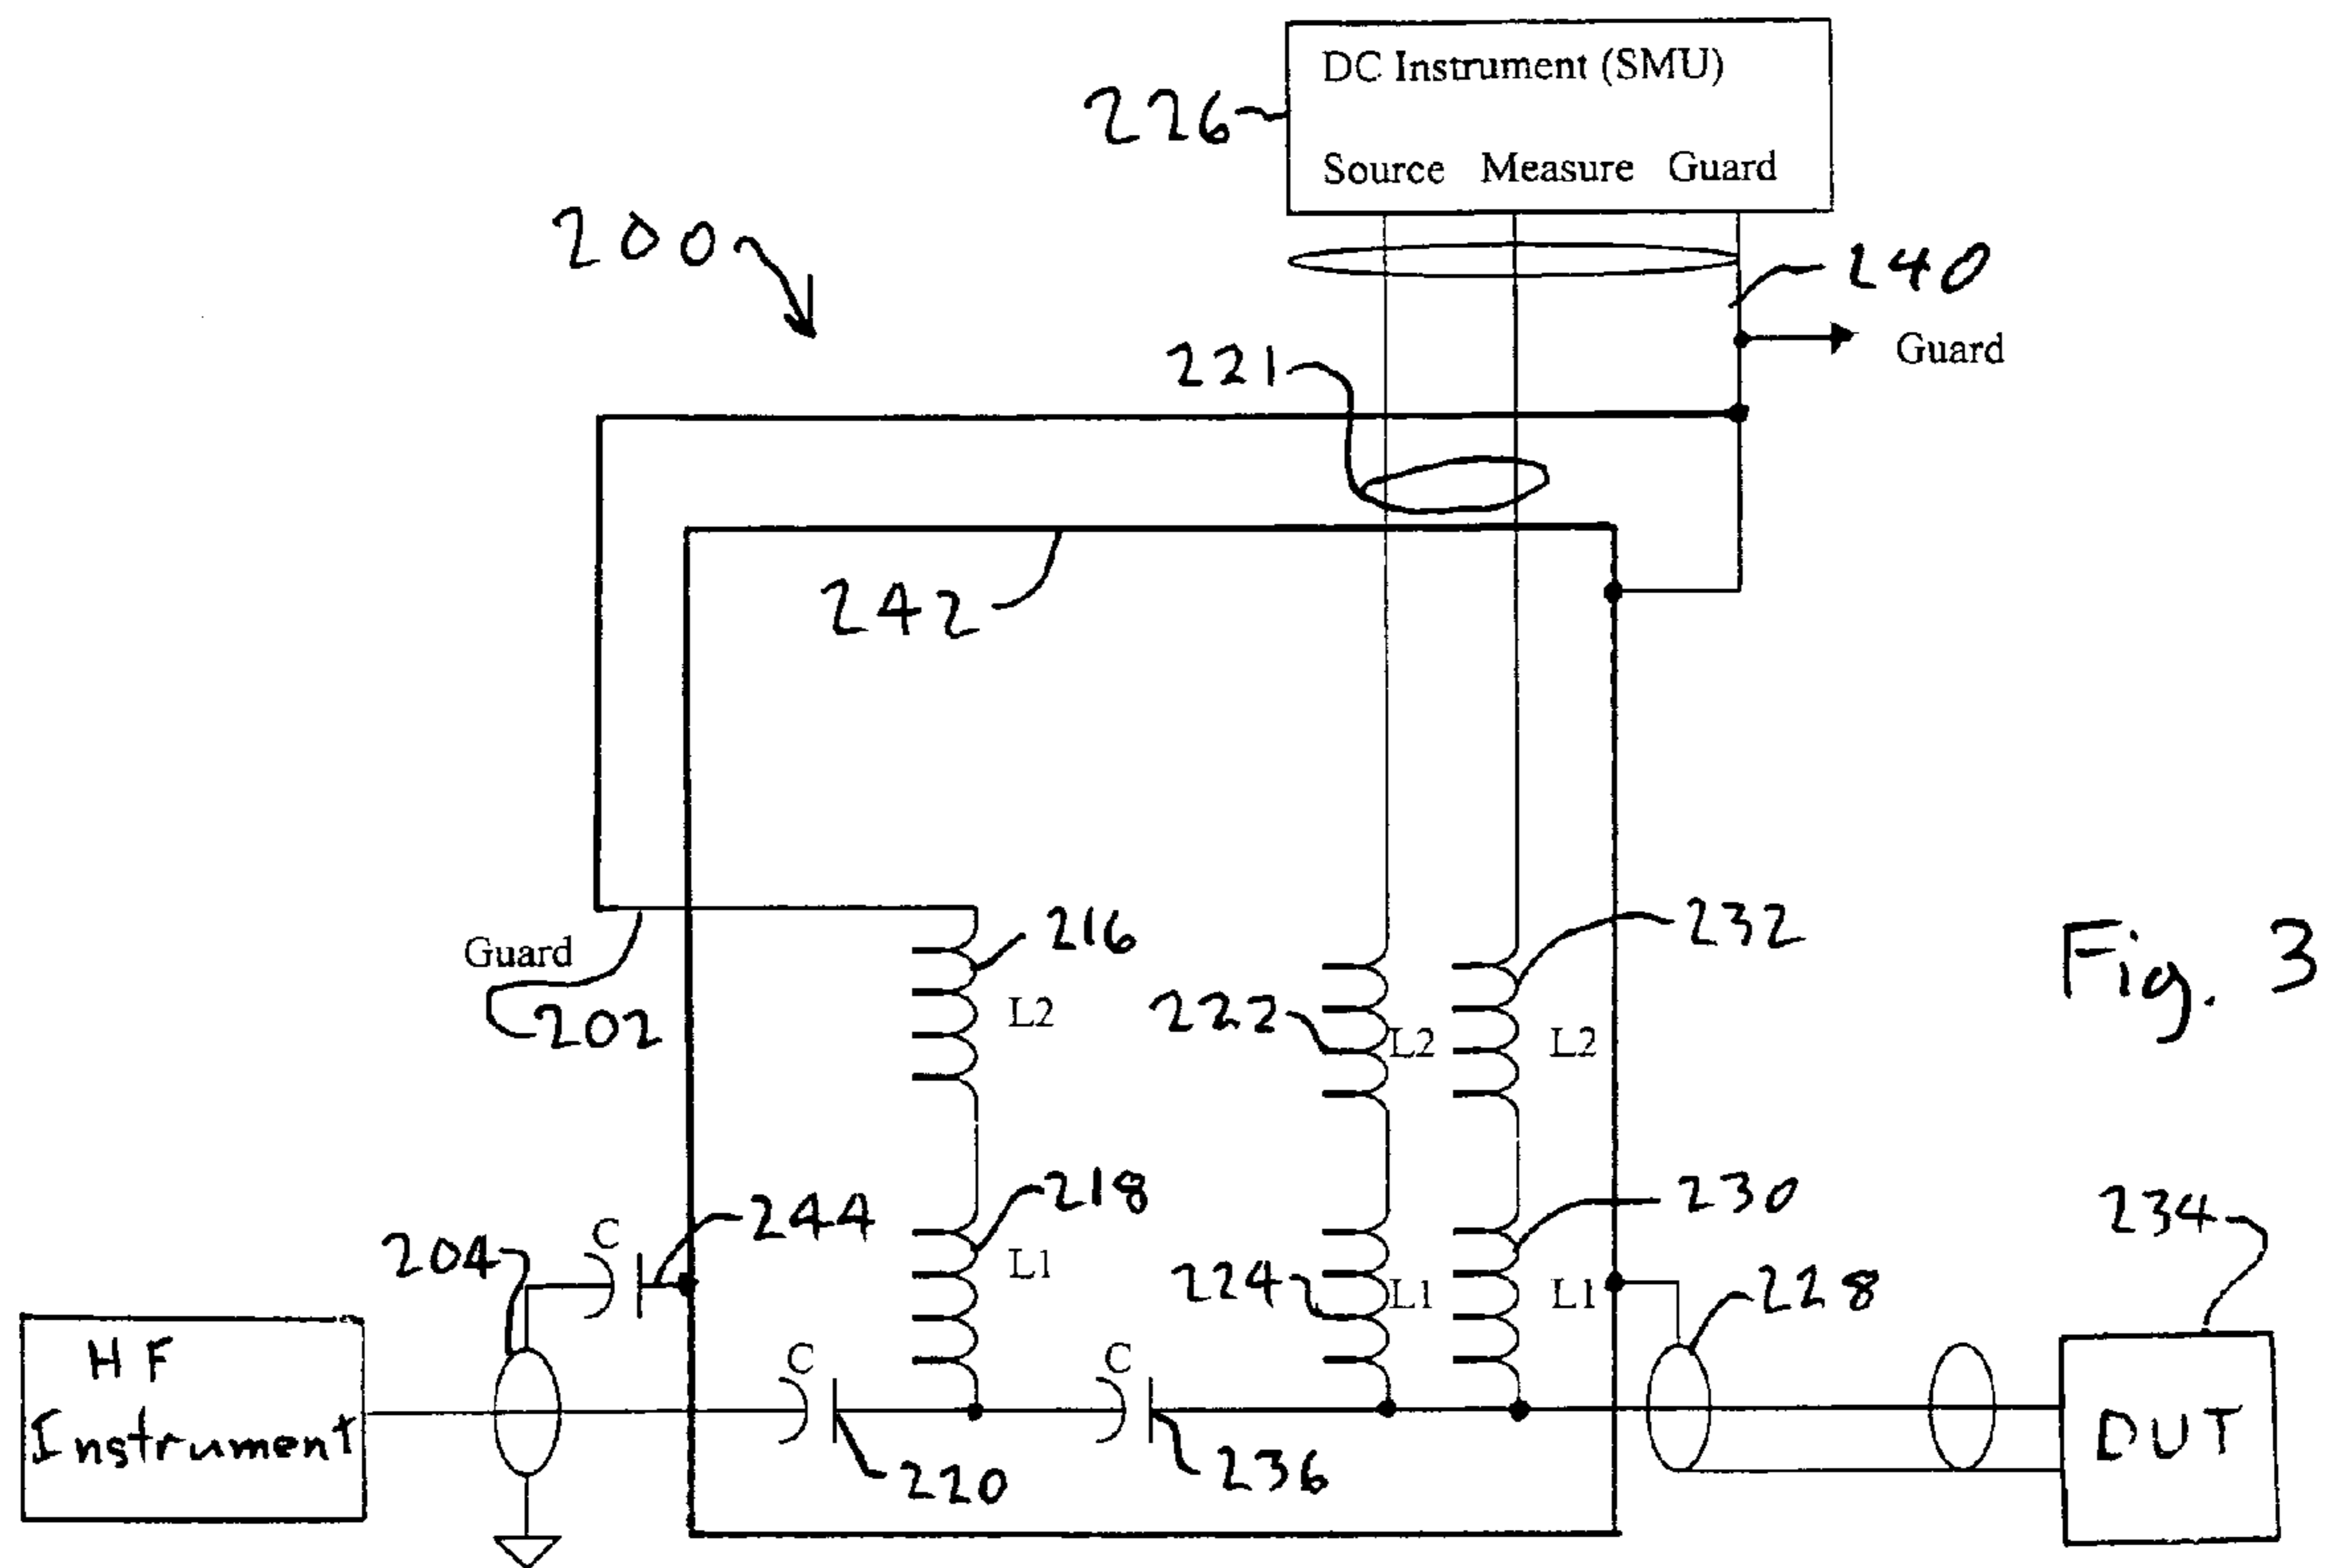 DC Instrument (SMU)
226
Source Measure Guard
200
240
Guard
221
242
216
232
Guard
202
L2
222
L2
L2
Fig. 3
218
230
234
C
244
204
L1
224
L1
L1
228
HF
Instrument
C
C
DUT
220
236